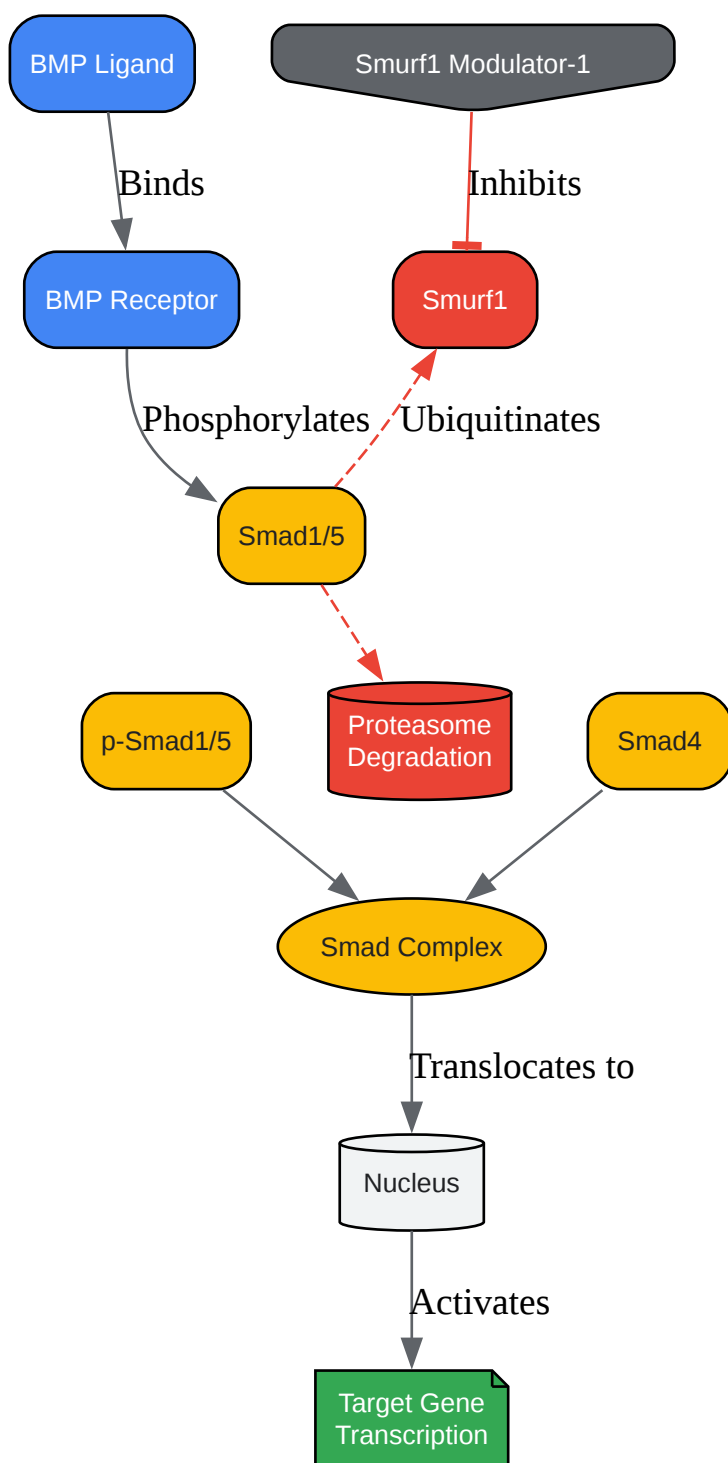 BMP Ligand
Smurf1 Modulator-1
Binds
Inhibits
BMP Receptor
Smurf1
Phosphorylates
Ubiquitinates
Smad1/5
p-Smad1/5
Proteasome
Degradation
Smad4
Smad Complex
Translocates to
Nucleus
Activates
Target Gene
Transcription